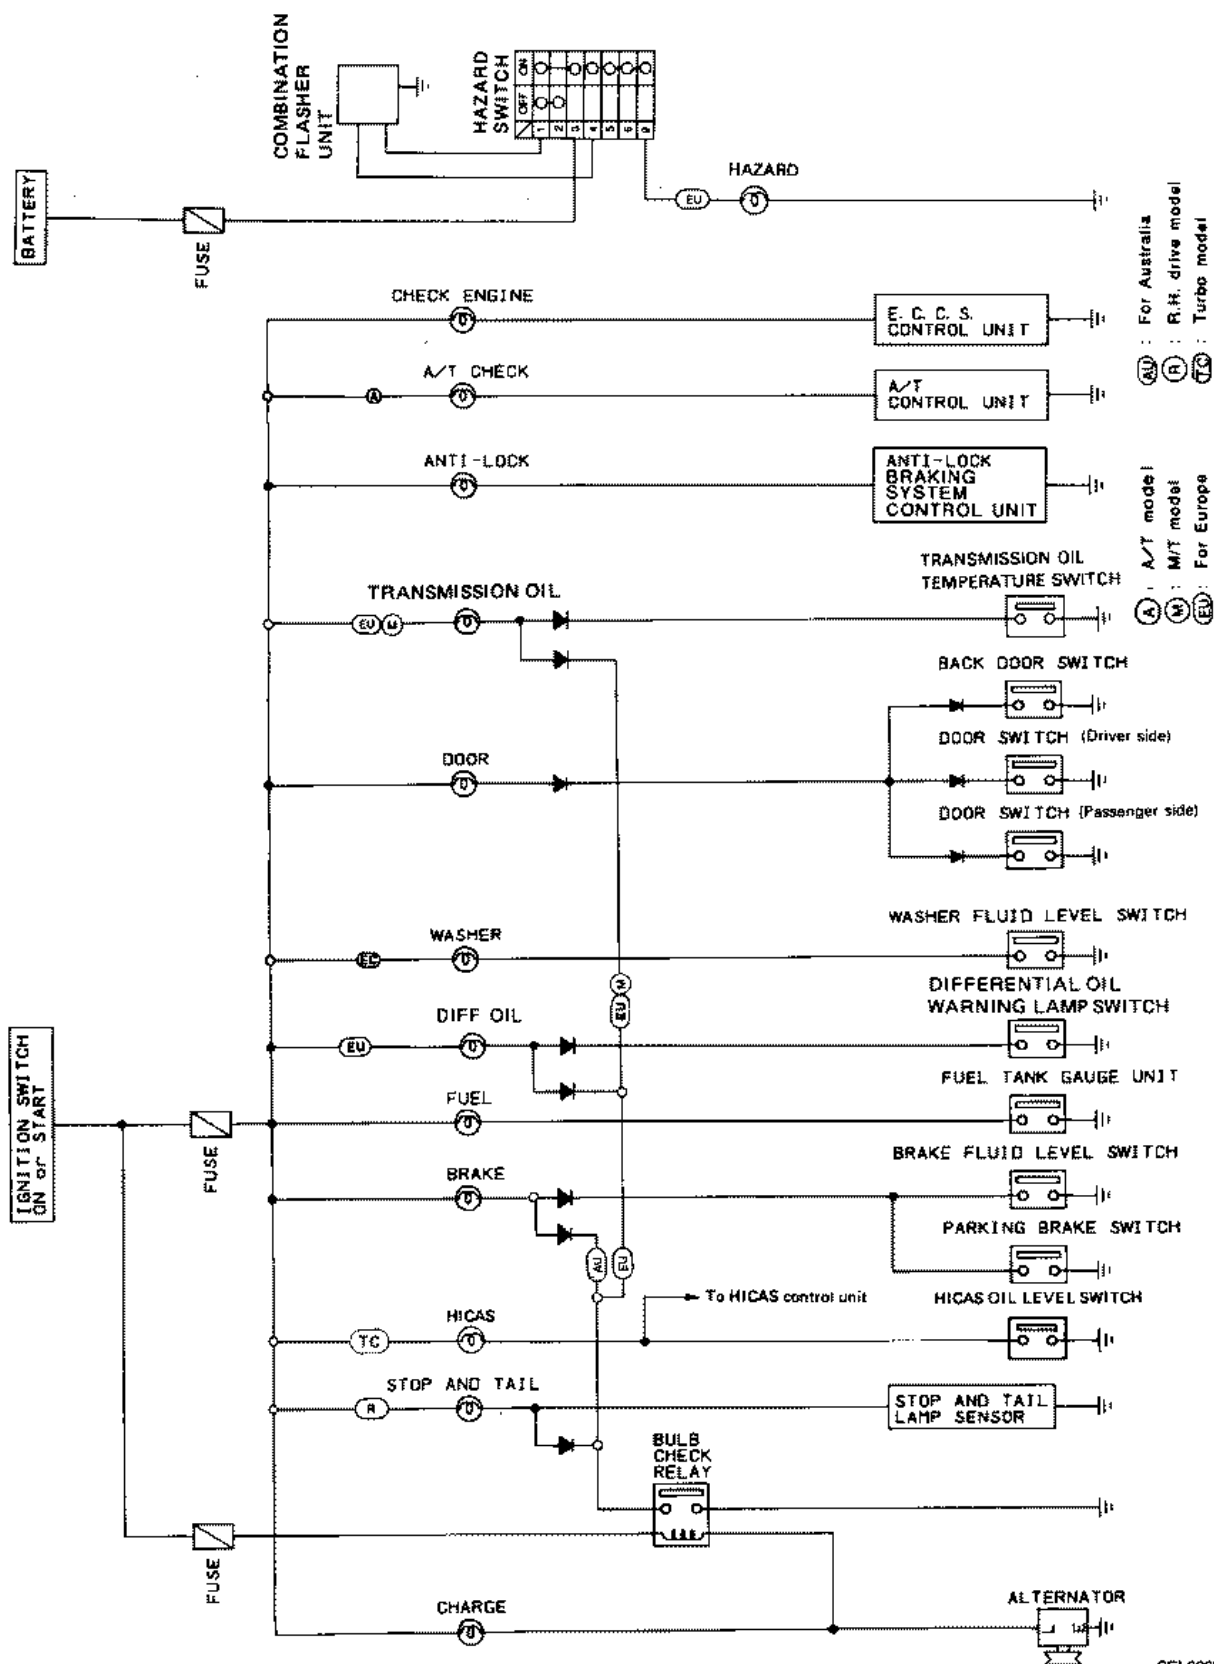 COMBINATION
FLASHER
UNIT
HAZARD
SWITCH
OFF
ON
1
2
3
4
5
6
9
BATTERY
FUSE
EU
HAZARD
CHECK ENGINE
E. C. C. S.
CONTROL UNIT
A/T CHECK
A
A/T
CONTROL UNIT
ANTI-LOCK
ANTI-LOCK
BRAKING
SYSTEM
CONTROL UNIT
AU : For Australia
R : R.H. drive model
TC : Turbo model
A : A/T model
M : M/T model
EU : For Europe
TRANSMISSION OIL
EU
M
TRANSMISSION OIL
TEMPERATURE SWITCH
BACK DOOR SWITCH
DOOR
DOOR SWITCH (Driver side)
DOOR SWITCH (Passenger side)
WASHER
WASHER FLUID LEVEL SWITCH
M
EU
DIFF OIL
EU
DIFFERENTIAL OIL
WARNING LAMP SWITCH
IGNITION SWITCH
ON or START
FUSE
FUEL
FUEL TANK GAUGE UNIT
BRAKE
BRAKE FLUID LEVEL SWITCH
AU
EU
PARKING BRAKE SWITCH
To HICAS control unit
HICAS
TC
HICAS OIL LEVEL SWITCH
STOP AND TAIL
R
STOP AND TAIL
LAMP SENSOR
BULB
CHECK
RELAY
FUSE
CHARGE
ALTERNATOR
L